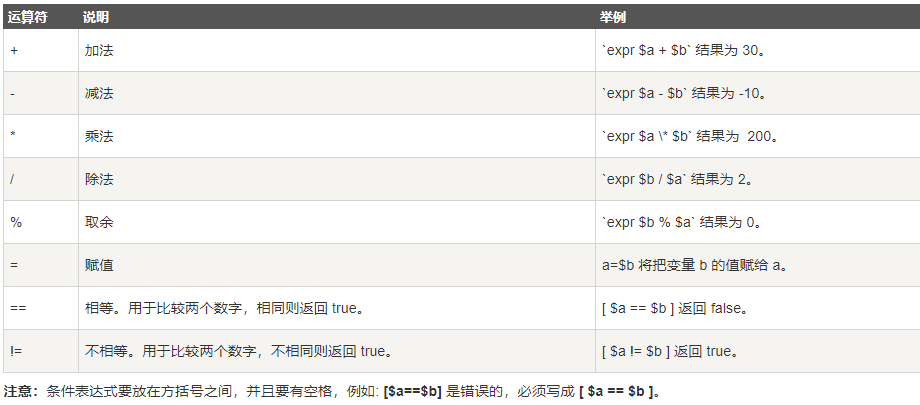 运算符 说明 举例
+ 加法 `expr $a + $b` 结果为 30。
- 减法 `expr $a - $b` 结果为 -10。
* 乘法 `expr $a \* $b` 结果为  200。
/ 除法 `expr $b / $a` 结果为 2。
% 取余 `expr $b % $a` 结果为 0。
= 赋值 a=$b 将把变量 b 的值赋给 a。
== 相等。用于比较两个数字，相同则返回 true。 [ $a == $b ] 返回 false。
!= 不相等。用于比较两个数字，不相同则返回 true。 [ $a != $b ] 返回 true。
注意：条件表达式要放在方括号之间，并且要有空格，例如: [$a==$b] 是错误的，必须写成 [ $a == $b ]。